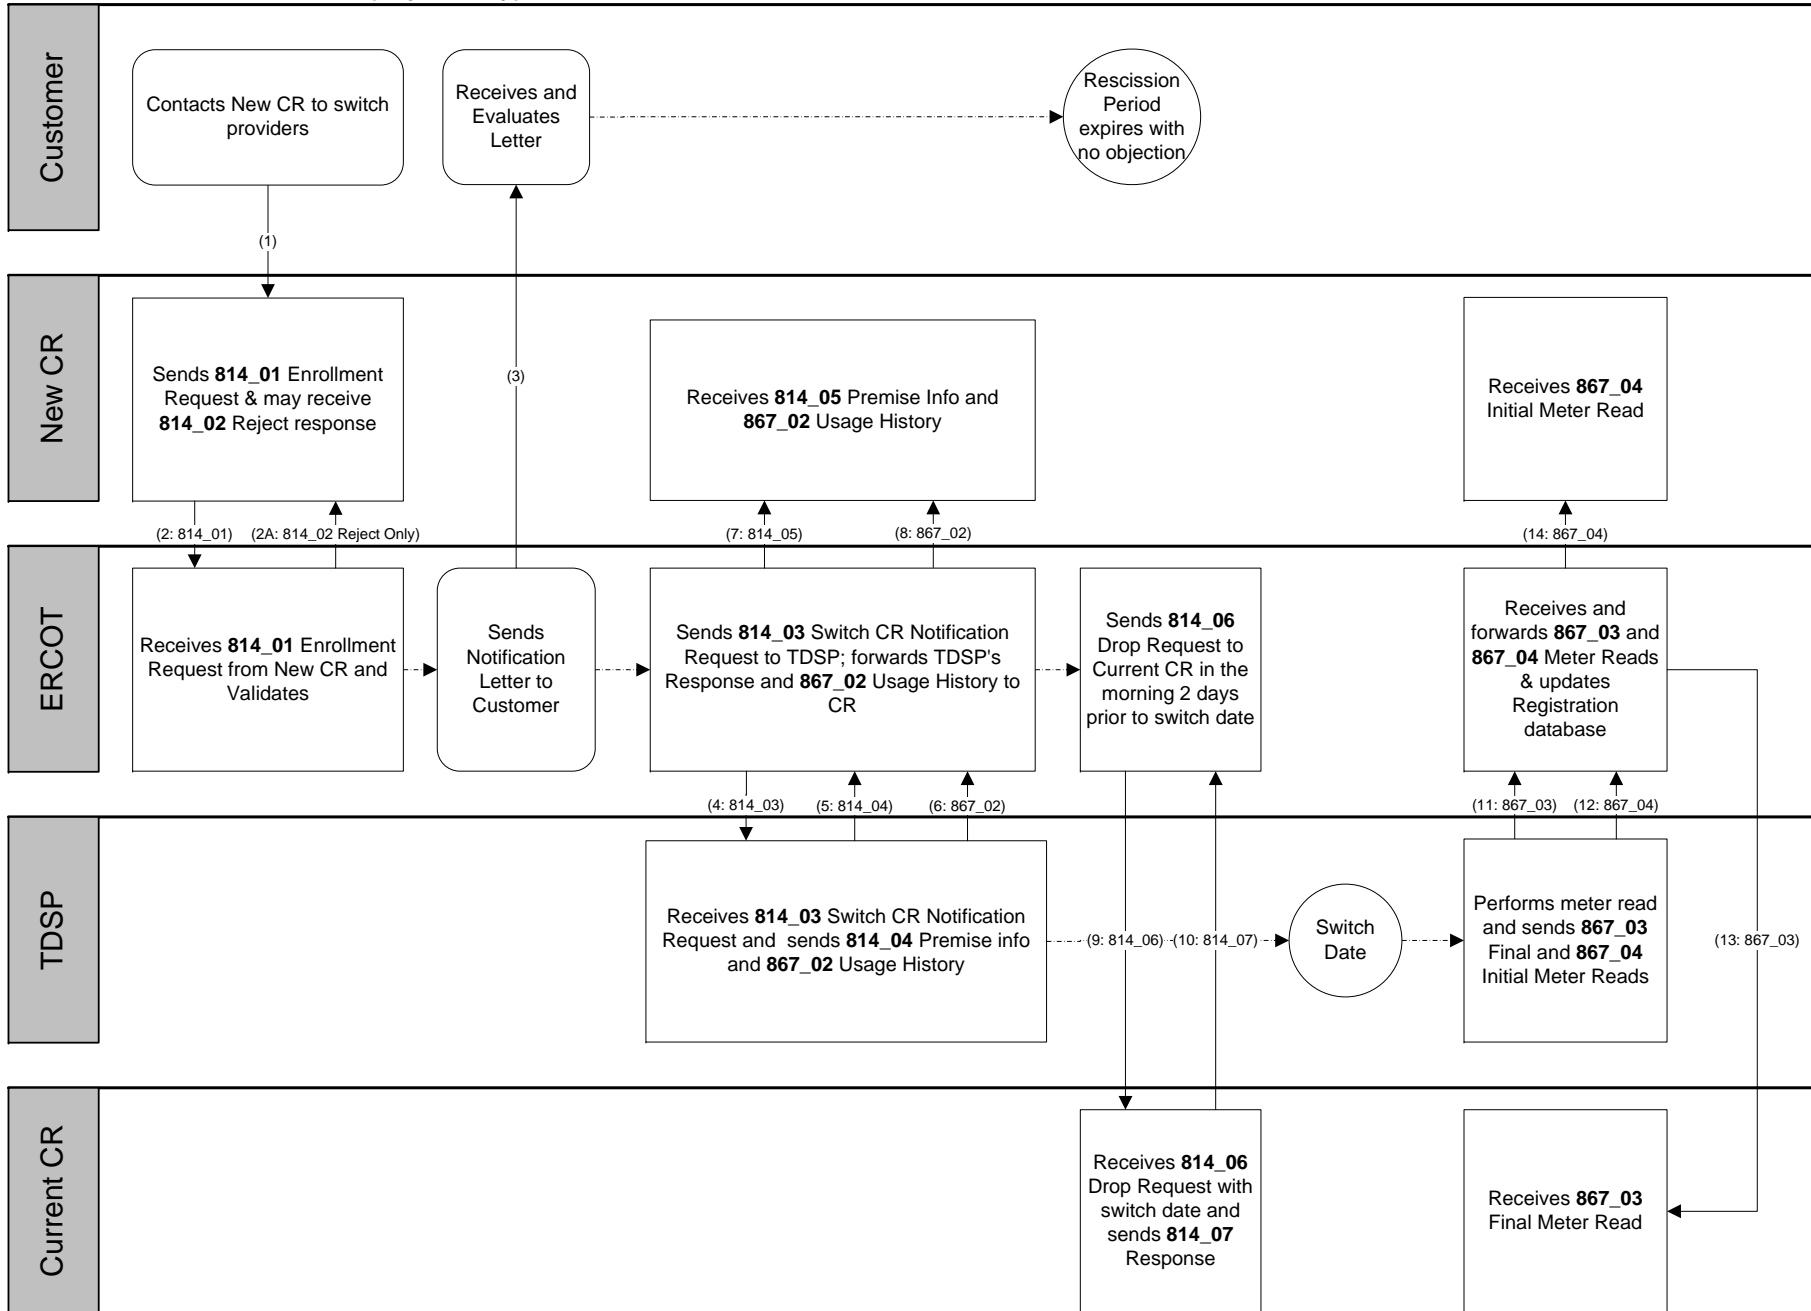 Customer
Contacts New CR to switch
providers
Receives and
Evaluates
Letter
Rescission
Period
expires with
no objection
(1)
New CR
Sends 814_01 Enrollment
Request & may receive
814_02 Reject response
(3)
Receives 814_05 Premise Info and
867_02 Usage History
Receives 867_04
Initial Meter Read
(2: 814_01)
(2A: 814_02 Reject Only)
(7: 814_05)
(8: 867_02)
(14: 867_04)
ERCOT
Receives 814_01 Enrollment
Request from New CR and
Validates
Sends
Notification
Letter to
Customer
Sends 814_03 Switch CR Notification
Request to TDSP; forwards TDSP's
Response and 867_02 Usage History to
CR
Sends 814_06
Drop Request to
Current CR in the
morning 2 days
prior to switch date
Receives and
forwards 867_03 and
867_04 Meter Reads
& updates
Registration
database
(4: 814_03)
(5: 814_04)
(6: 867_02)
(11: 867_03)
(12: 867_04)
TDSP
Receives 814_03 Switch CR Notification
Request and sends 814_04 Premise info
and 867_02 Usage History
(9: 814_06)
(10: 814_07)
Switch
Date
Performs meter read
and sends 867_03
Final and 867_04
Initial Meter Reads
(13: 867_03)
Current CR
Receives 814_06
Drop Request with
switch date and
sends 814_07
Response
Receives 867_03
Final Meter Read